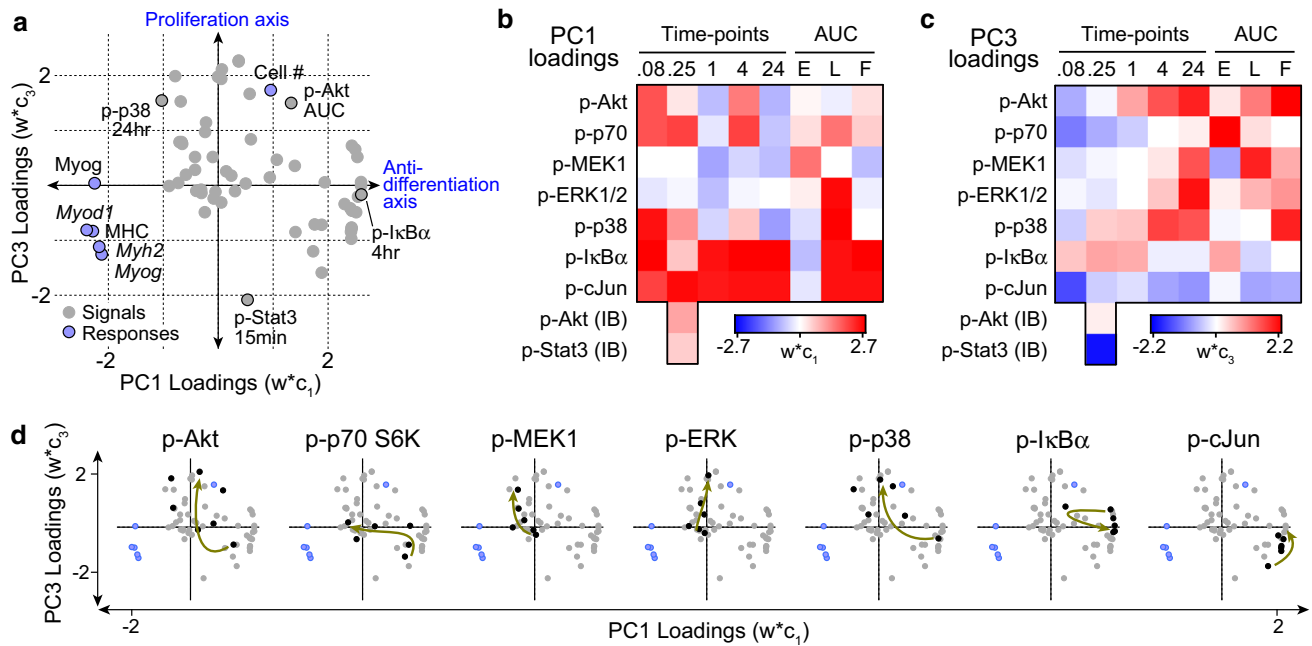 a
Proliferation axis
2
Cell #
p-Akt
AUC
p-p38
24hr
Myog
Anti-
differentiation
axis
Myod1
MHC
Myh2
Myog
p-IκBα
4hr
-2
p-Stat3
15min
Signals
Responses
-2
2
PC3 Loadings (w*c3)
PC1 Loadings (w*c1)
b
PC1
loadings
Time-points
AUC
.08 .25 1 4 24 E L F
p-Akt
p-p70
p-MEK1
p-ERK1/2
p-p38
p-IκBα
p-cJun
p-Akt (IB)
p-Stat3 (IB)
-2.7 w*c1 2.7
c
PC3
loadings
Time-points
AUC
.08 .25 1 4 24 E L F
p-Akt
p-p70
p-MEK1
p-ERK1/2
p-p38
p-IκBα
p-cJun
p-Akt (IB)
p-Stat3 (IB)
-2.2 w*c3 2.2
d
p-Akt p-p70 S6K p-MEK1 p-ERK p-p38 p-IκBα p-cJun
PC3 Loadings (w*c3)
2
-2
-2
PC1 Loadings (w*c1)
2